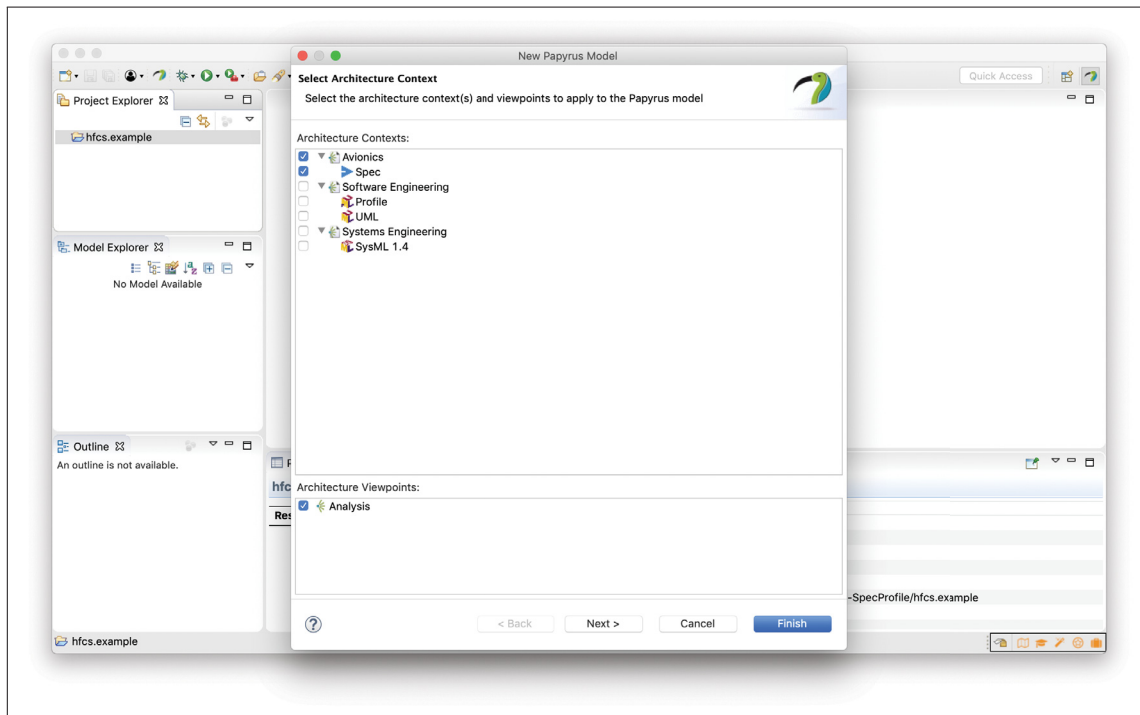 New Papyrus Model
Quick Access
Project Explorer
hfcs.example
Model Explorer
No Model Available
Outline
An outline is not available.
Select Architecture Context
Select the architecture context(s) and viewpoints to apply to the Papyrus model
Architecture Contexts:
Avionics
Spec
Software Engineering
Profile
UML
Systems Engineering
SysML 1.4
hfc
Architecture Viewpoints:
Res
Analysis
-SpecProfile/hfcs.example
?
< Back
Next >
Cancel
Finish
hfcs.example